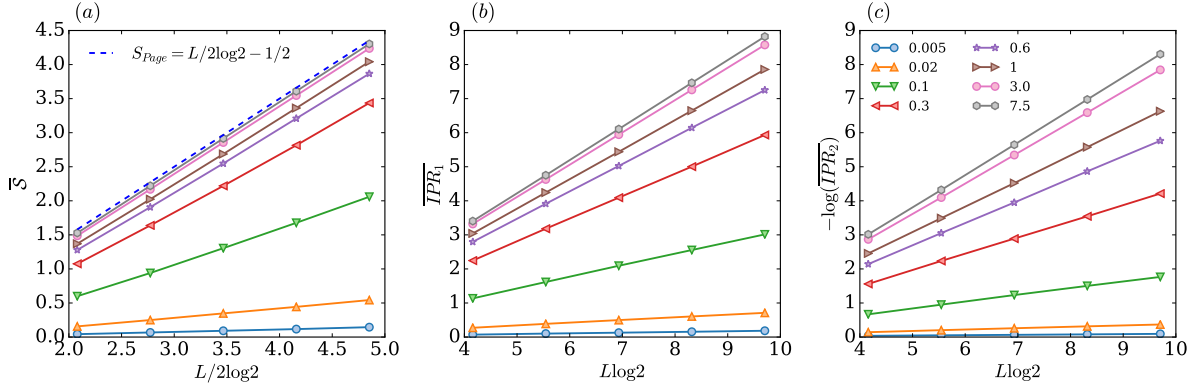 (a)
4.5
4.0
3.5
3.0
2.5
2.0
1.5
1.0
0.5
0.0
2.0 2.5 3.0 3.5 4.0 4.5 5.0
S̅
L/2log2
S_Page = L/2log2 − 1/2
(b)
9
8
7
6
5
4
3
2
1
0
4 5 6 7 8 9 10
IPR₁
Llog2
(c)
9
8
7
6
5
4
3
2
1
0
4 5 6 7 8 9 10
−log(IPR₂)
Llog2
0.005
0.02
0.1
0.3
0.6
1
3.0
7.5